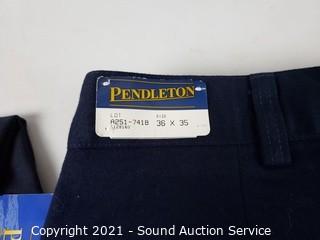 PENDLETON
LOT SIZE
A251-7418 36 X 35
Copyright 2021 - Sound Auction Service